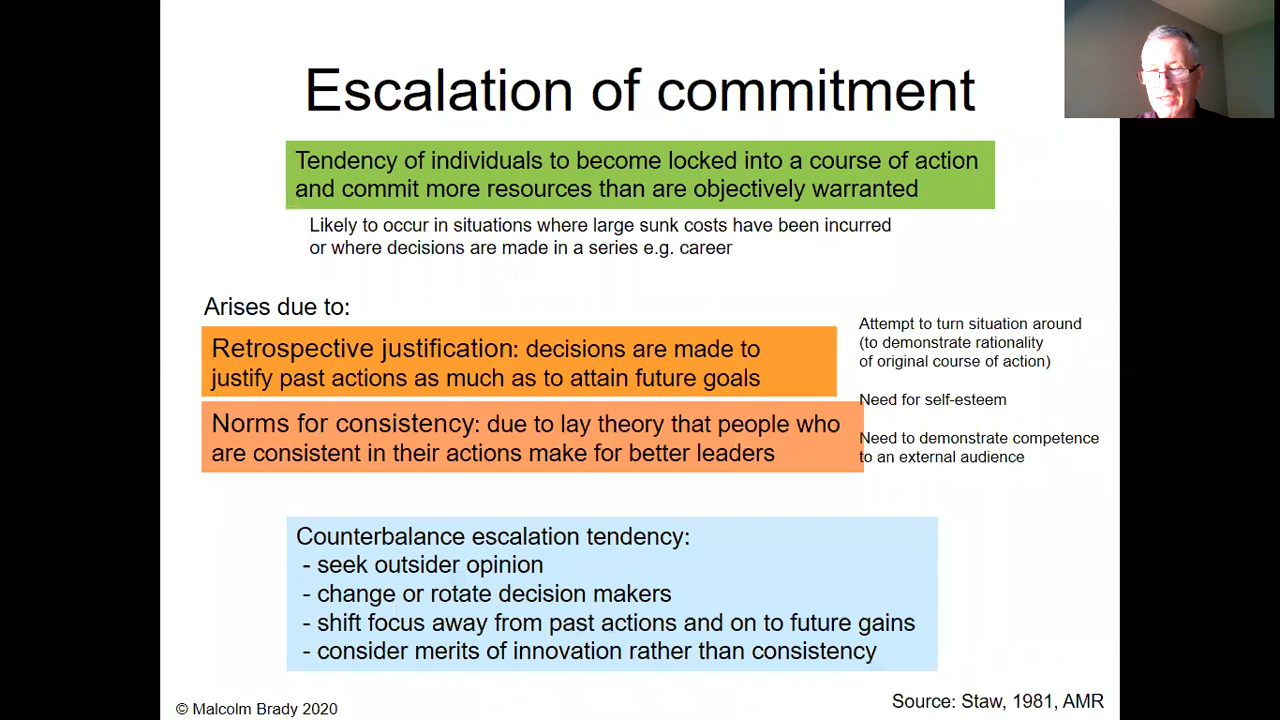 Escalation of commitment
Tendency of individuals to become locked into a course of action
and commit more resources than are objectively warranted
Likely to occur in situations where large sunk costs have been incurred
or where decisions are made in a series e.g. career
Arises due to:
Retrospective justification: decisions are made to
justify past actions as much as to attain future goals
Norms for consistency: due to lay theory that people who
are consistent in their actions make for better leaders
Attempt to turn situation around
(to demonstrate rationality
of original course of action)
Need for self-esteem
Need to demonstrate competence
to an external audience
Counterbalance escalation tendency:
- seek outsider opinion
- change or rotate decision makers
- shift focus away from past actions and on to future gains
- consider merits of innovation rather than consistency
© Malcolm Brady 2020
Source: Staw, 1981, AMR